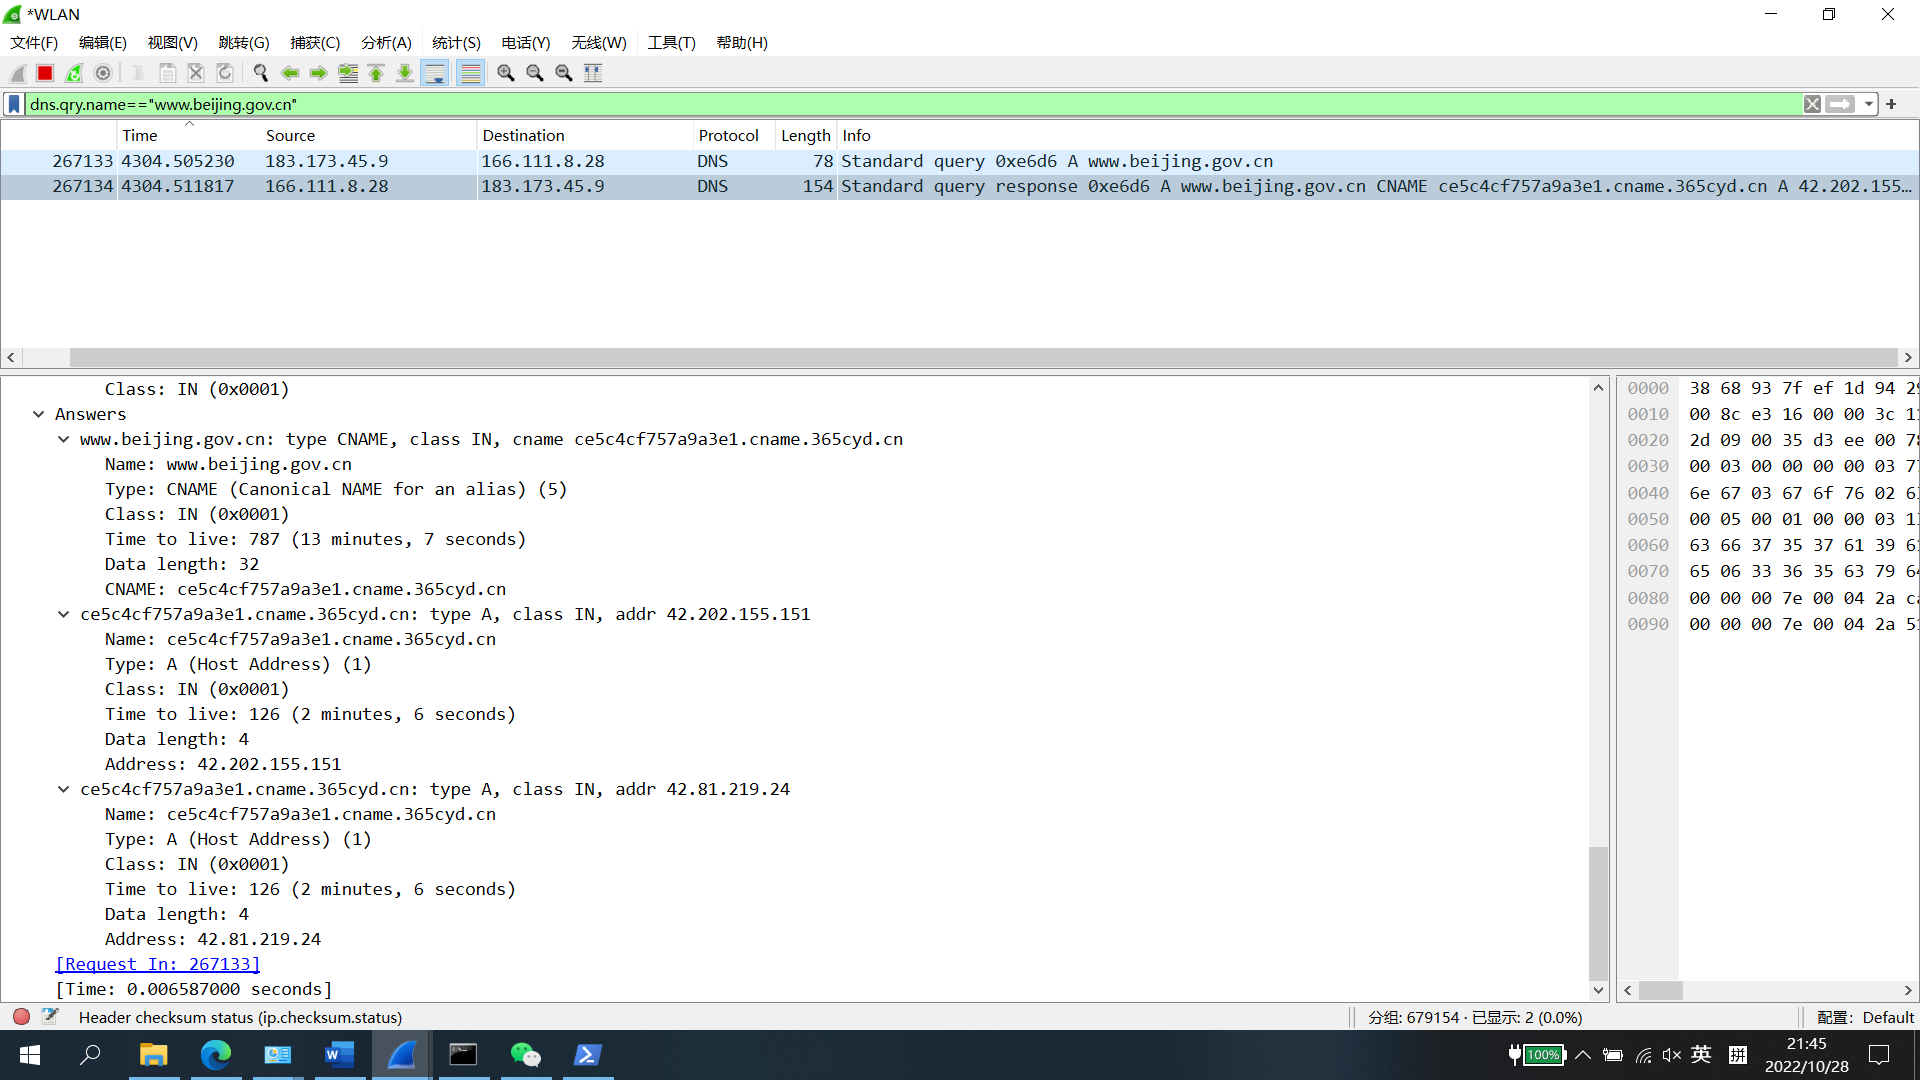 *WLAN
文件(F) 编辑(E) 视图(V) 跳转(G) 捕获(C) 分析(A) 统计(S) 电话(Y) 无线(W) 工具(T) 帮助(H)
dns.qry.name=="www.beijing.gov.cn"
Time Source Destination Protocol Length Info
267133 4304.505230 183.173.45.9 166.111.8.28 DNS 78 Standard query 0xe6d6 A www.beijing.gov.cn
267134 4304.511817 166.111.8.28 183.173.45.9 DNS 154 Standard query response 0xe6d6 A www.beijing.gov.cn CNAME ce5c4cf757a9a3e1.cname.365cyd.cn A 42.202.155...
Class: IN (0x0001)
Answers
www.beijing.gov.cn: type CNAME, class IN, cname ce5c4cf757a9a3e1.cname.365cyd.cn
Name: www.beijing.gov.cn
Type: CNAME (Canonical NAME for an alias) (5)
Class: IN (0x0001)
Time to live: 787 (13 minutes, 7 seconds)
Data length: 32
CNAME: ce5c4cf757a9a3e1.cname.365cyd.cn
ce5c4cf757a9a3e1.cname.365cyd.cn: type A, class IN, addr 42.202.155.151
Name: ce5c4cf757a9a3e1.cname.365cyd.cn
Type: A (Host Address) (1)
Class: IN (0x0001)
Time to live: 126 (2 minutes, 6 seconds)
Data length: 4
Address: 42.202.155.151
ce5c4cf757a9a3e1.cname.365cyd.cn: type A, class IN, addr 42.81.219.24
Name: ce5c4cf757a9a3e1.cname.365cyd.cn
Type: A (Host Address) (1)
Class: IN (0x0001)
Time to live: 126 (2 minutes, 6 seconds)
Data length: 4
Address: 42.81.219.24
[Request In: 267133]
[Time: 0.006587000 seconds]
0000 38 68 93 7f ef 1d 94
0010 00 8c e3 16 00 00 3c
0020 2d 09 00 35 d3 ee 00
0030 00 03 00 00 00 00 03
0040 6e 67 03 67 6f 76 02
0050 00 05 00 01 00 00 03
0060 63 66 37 35 37 61 39
0070 65 06 33 36 35 63 79
0080 00 00 00 7e 00 04 2a
0090 00 00 00 7e 00 04 2a
Header checksum status (ip.checksum.status)
分组: 679154 · 已显示: 2 (0.0%)
配置: Default
100%
英
拼
21:45
2022/10/28